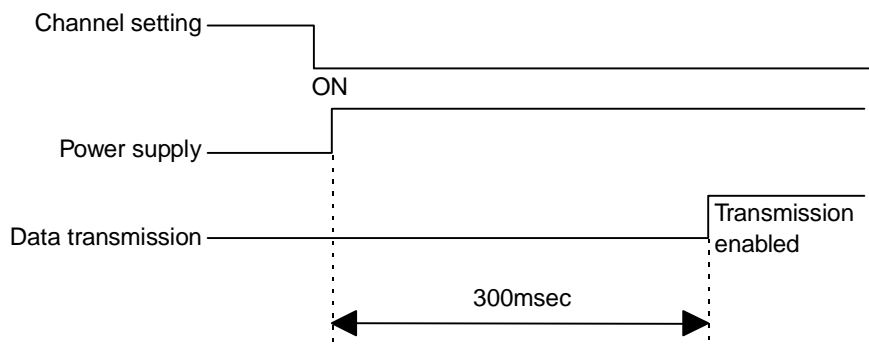 Channel setting
ON
Power supply
Data transmission
Transmission
enabled
300msec